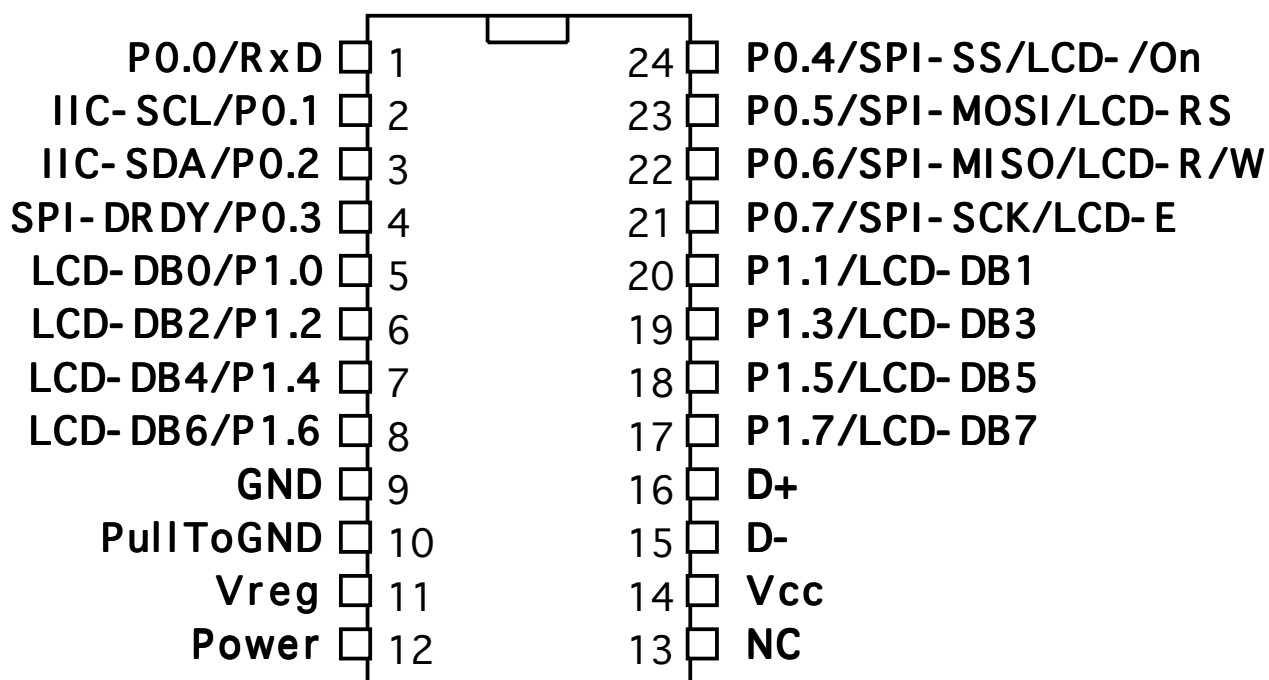 P0.0/RxD 1 24 P0.4/SPI-SS/LCD-/On
IIC-SCL/P0.1 2 23 P0.5/SPI-MOSI/LCD-RS
IIC-SDA/P0.2 3 22 P0.6/SPI-MISO/LCD-R/W
SPI-DRDY/P0.3 4 21 P0.7/SPI-SCK/LCD-E
LCD-DB0/P1.0 5 20 P1.1/LCD-DB1
LCD-DB2/P1.2 6 19 P1.3/LCD-DB3
LCD-DB4/P1.4 7 18 P1.5/LCD-DB5
LCD-DB6/P1.6 8 17 P1.7/LCD-DB7
GND 9 16 D+
PullToGND 10 15 D-
Vreg 11 14 Vcc
Power 12 13 NC